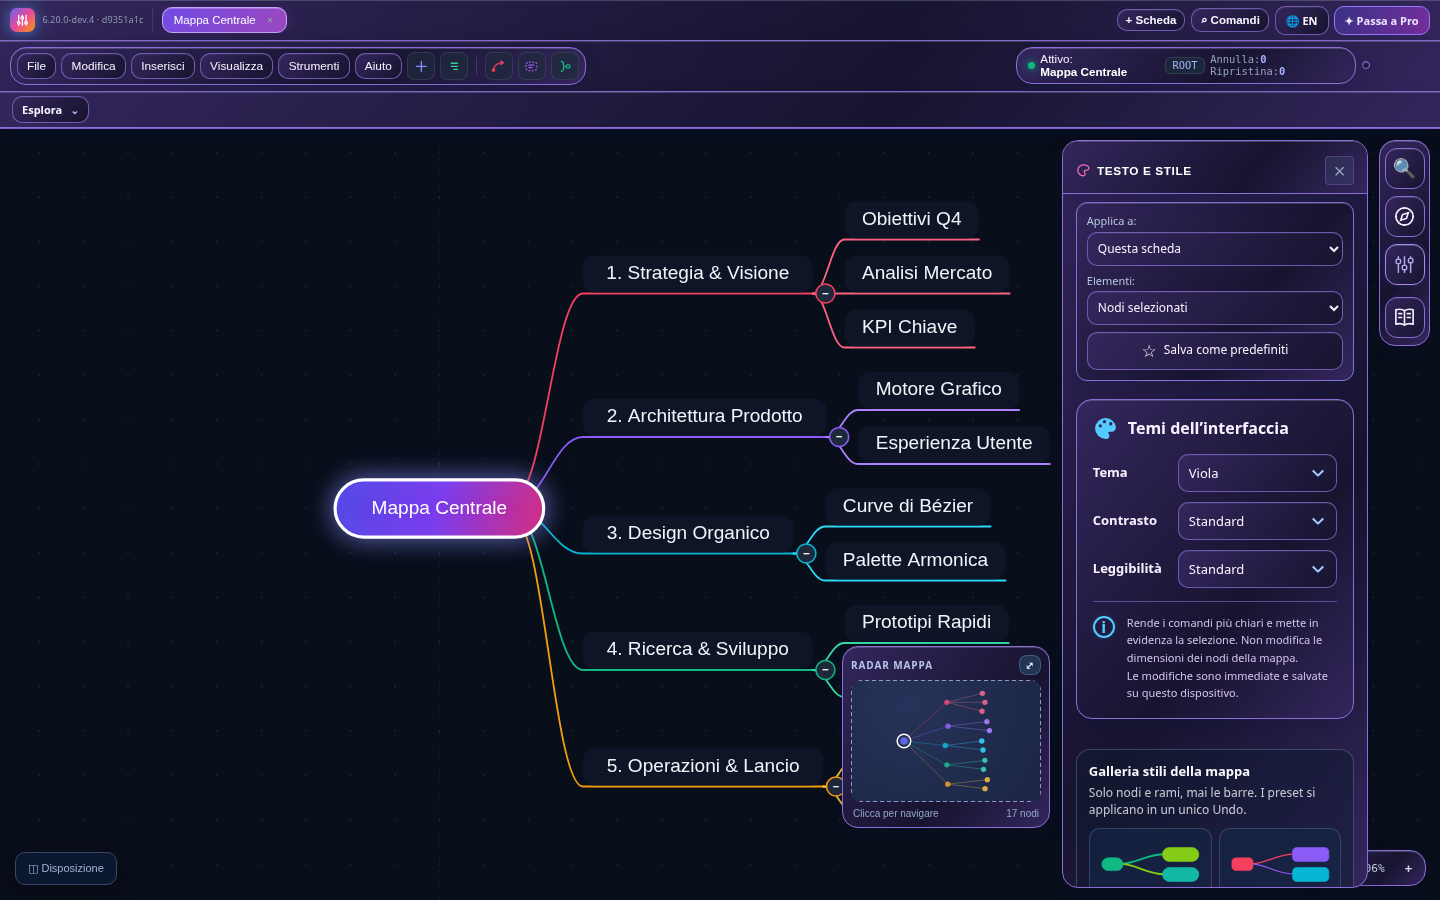 6.20.0-dev.4 · d9351a1c
Mappa Centrale ×
+ Scheda
Comandi
EN
Passa a Pro
File
Modifica
Inserisci
Visualizza
Strumenti
Aiuto
Attivo:
Mappa Centrale
ROOT
Annulla:0
Ripristina:0
Esplora
Obiettivi Q4
1. Strategia & Visione
Analisi Mercato
KPI Chiave
Motore Grafico
2. Architettura Prodotto
Esperienza Utente
Mappa Centrale
Curve di Bézier
3. Design Organico
Palette Armonica
Prototipi Rapidi
4. Ricerca & Sviluppo
5. Operazioni & Lancio
RADAR MAPPA
Clicca per navigare
17 nodi
Disposizione
TESTO E STILE
Applica a:
Questa scheda
Elementi:
Nodi selezionati
Salva come predefiniti
Temi dell’interfaccia
Tema
Viola
Contrasto
Standard
Leggibilità
Standard
Rende i comandi più chiari e mette in
evidenza la selezione. Non modifica le
dimensioni dei nodi della mappa.
Le modifiche sono immediate e salvate
su questo dispositivo.
Galleria stili della mappa
Solo nodi e rami, mai le barre. I preset si
applicano in un unico Undo.
6% +